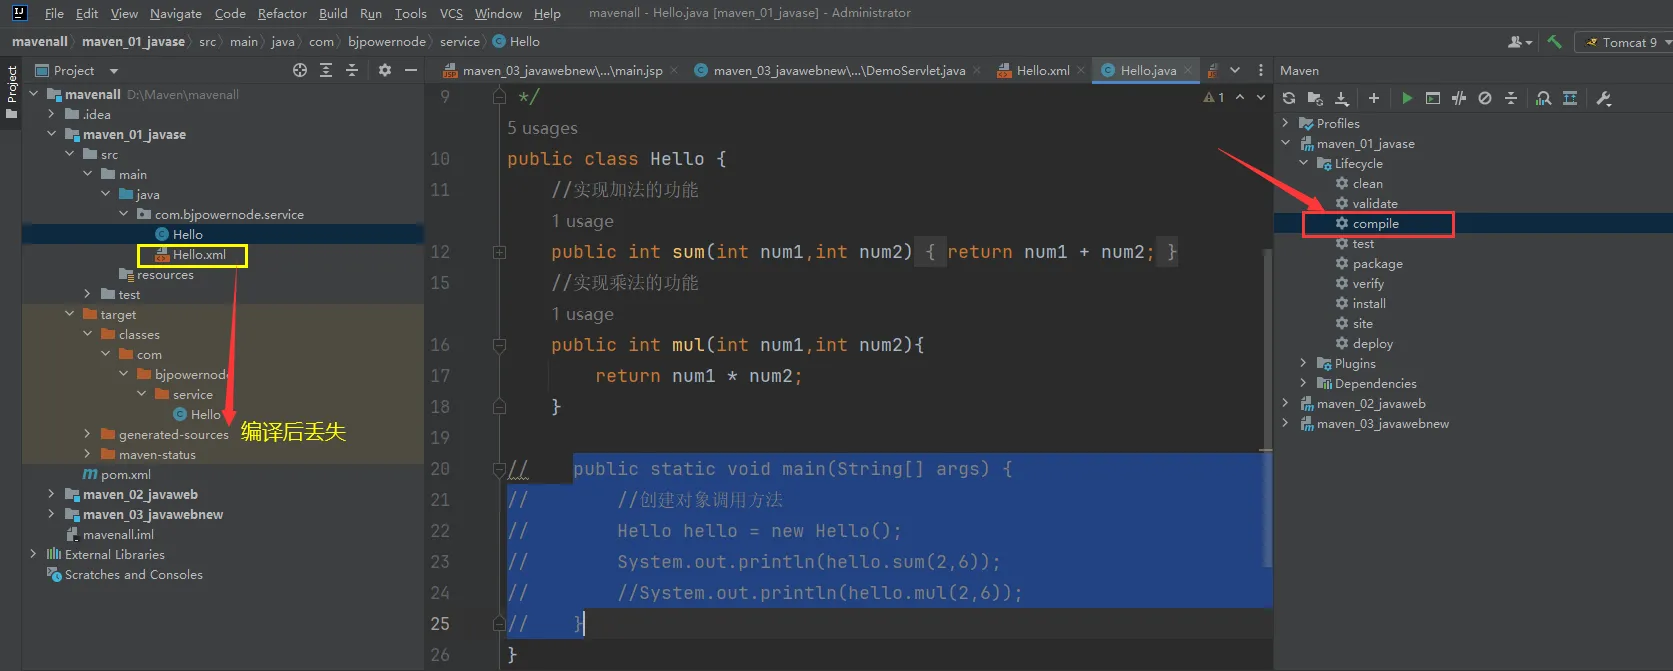 File Edit View Navigate Code Refactor Build Run Tools VCS Window Help mavenall - Hello.java [maven_01_javase] - Administrator
mavenall maven_01_javase src main java com bjpowernode service Hello
Tomcat 9
Project
Project
mavenall D:\Maven\mavenall
.idea
maven_01_javase
src
main
java
com.bjpowernode.service
Hello
Hello.xml
resources
test
target
classes
com
bjpowernode
service
Hello
编译后丢失
generated-sources
maven-status
pom.xml
maven_02_javaweb
maven_03_javawebnew
mavenall.iml
External Libraries
Scratches and Consoles
maven_03_javawebnew\...\main.jsp maven_03_javawebnew\...\DemoServlet.java Hello.xml Hello.java
1
9 */
5 usages
10 public class Hello {
11 //实现加法的功能
1 usage
12 public int sum(int num1,int num2) { return num1 + num2; }
15 //实现乘法的功能
1 usage
16 public int mul(int num1,int num2){
17 return num1 * num2;
18 }
19
20 // public static void main(String[] args) {
21 // //创建对象调用方法
22 // Hello hello = new Hello();
23 // System.out.println(hello.sum(2,6));
24 // //System.out.println(hello.mul(2,6));
25 // }
26 }
Maven
Profiles
maven_01_javase
Lifecycle
clean
validate
compile
test
package
verify
install
site
deploy
Plugins
Dependencies
maven_02_javaweb
maven_03_javawebnew